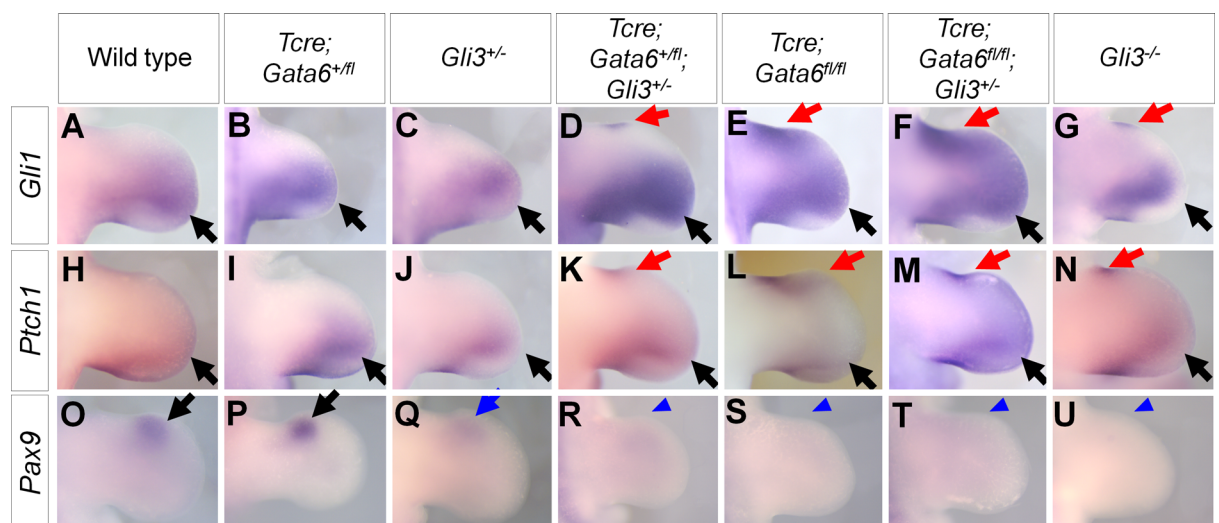 Wild type
Tcre;
Gata6+/fl
Gli3+/-
Tcre;
Gata6+/fl;
Gli3+/-
Tcre;
Gata6fl/fl
Tcre;
Gata6fl/fl;
Gli3+/-
Gli3-/-
Gli1
A B C D E F G
Ptch1
H I J K L M N
Pax9
O P Q R S T U